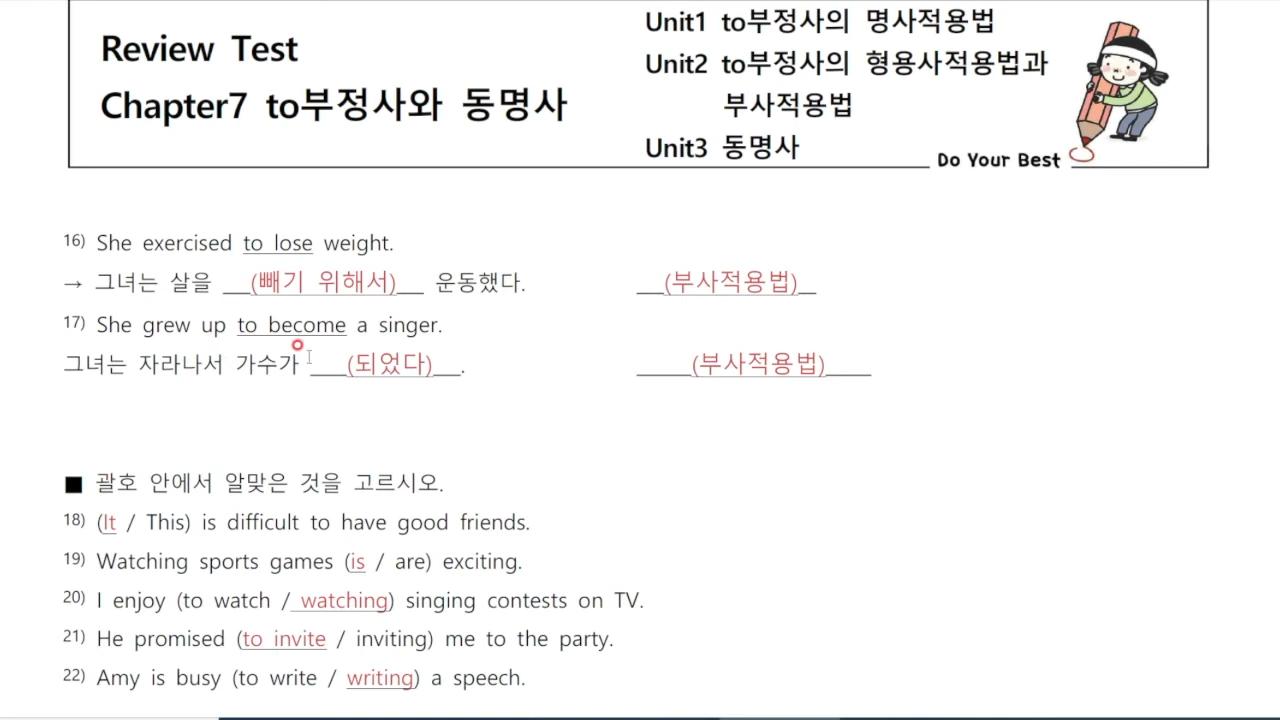 Review Test
Chapter7 to부정사와 동명사
Unit1 to부정사의 명사적용법
Unit2 to부정사의 형용사적용법과
부사적용법
Unit3 동명사
Do Your Best
16) She exercised to lose weight.
→ 그녀는 살을 __(빼기 위해서)__ 운동했다. __(부사적용법)_
17) She grew up to become a singer.
그녀는 자라나서 가수가 ___(되었다)___. _____(부사적용법)_____
■ 괄호 안에서 알맞은 것을 고르시오.
18) (It / This) is difficult to have good friends.
19) Watching sports games (is / are) exciting.
20) I enjoy (to watch / watching) singing contests on TV.
21) He promised (to invite / inviting) me to the party.
22) Amy is busy (to write / writing) a speech.